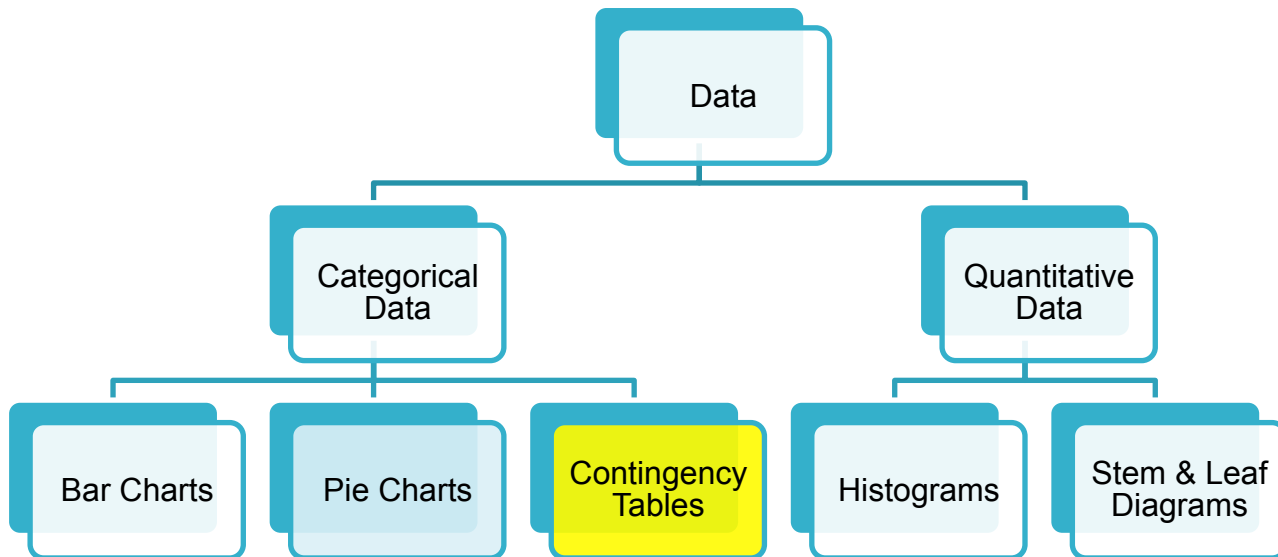 Data
Categorical
Data
Quantitative
Data
Bar Charts
Pie Charts
Contingency
Tables
Histograms
Stem & Leaf
Diagrams